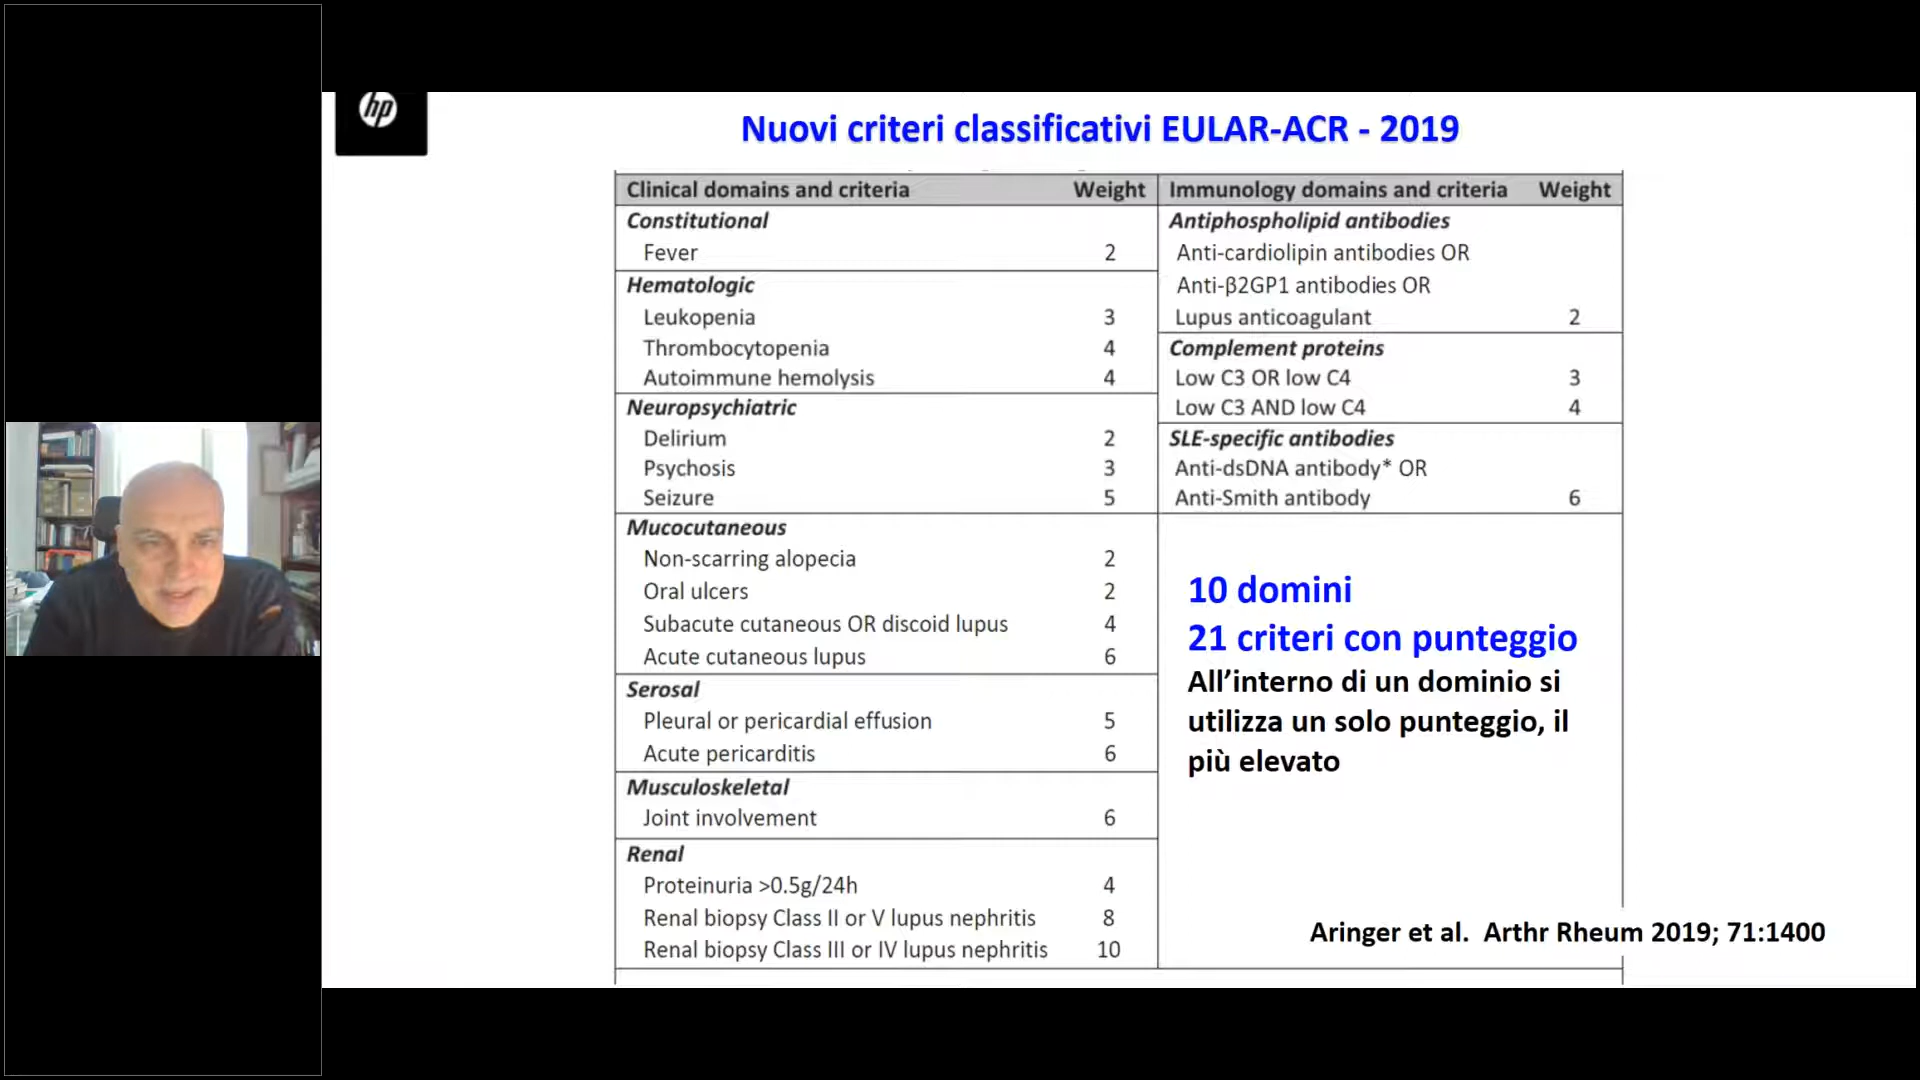 hp
Nuovi criteri classificativi EULAR-ACR - 2019
Clinical domains and criteria Weight
Constitutional
Fever 2
Hematologic
Leukopenia 3
Thrombocytopenia 4
Autoimmune hemolysis 4
Neuropsychiatric
Delirium 2
Psychosis 3
Seizure 5
Mucocutaneous
Non-scarring alopecia 2
Oral ulcers 2
Subacute cutaneous OR discoid lupus 4
Acute cutaneous lupus 6
Serosal
Pleural or pericardial effusion 5
Acute pericarditis 6
Musculoskeletal
Joint involvement 6
Renal
Proteinuria >0.5g/24h 4
Renal biopsy Class II or V lupus nephritis 8
Renal biopsy Class III or IV lupus nephritis 10
Immunology domains and criteria Weight
Antiphospholipid antibodies
Anti-cardiolipin antibodies OR
Anti-β2GP1 antibodies OR
Lupus anticoagulant 2
Complement proteins
Low C3 OR low C4 3
Low C3 AND low C4 4
SLE-specific antibodies
Anti-dsDNA antibody* OR
Anti-Smith antibody 6
10 domini
21 criteri con punteggio
All’interno di un dominio si
utilizza un solo punteggio, il
più elevato
Aringer et al. Arthr Rheum 2019; 71:1400